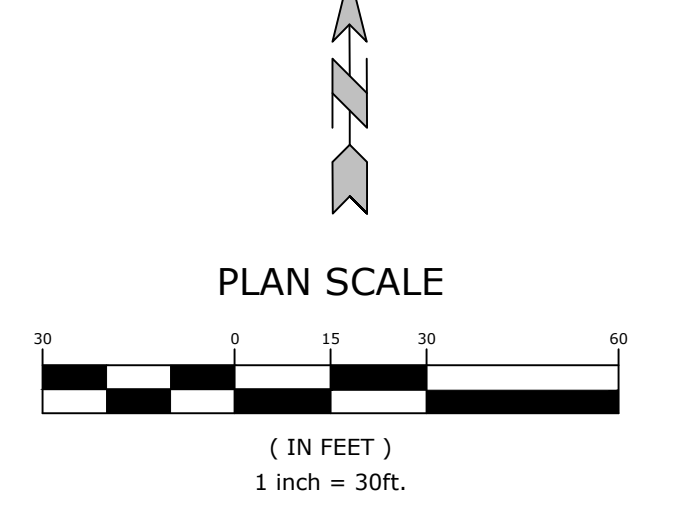 N
PLAN SCALE
30 0 15 30 60
( IN FEET )
1 inch = 30ft.